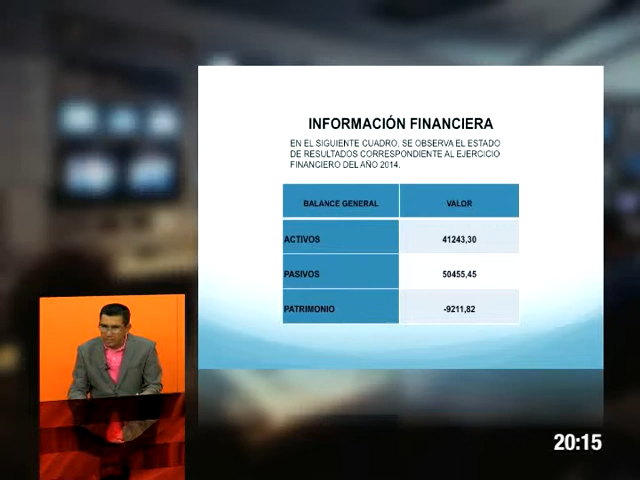 INFORMACIÓN FINANCIERA
EN EL SIGUIENTE CUADRO, SE OBSERVA EL ESTADO
DE RESULTADOS CORRESPONDIENTE AL EJERCICIO
FINANCIERO DEL AÑO 2014.
BALANCE GENERAL VALOR
ACTIVOS 41243,30
PASIVOS 50455,45
PATRIMONIO -9211,82
20:15